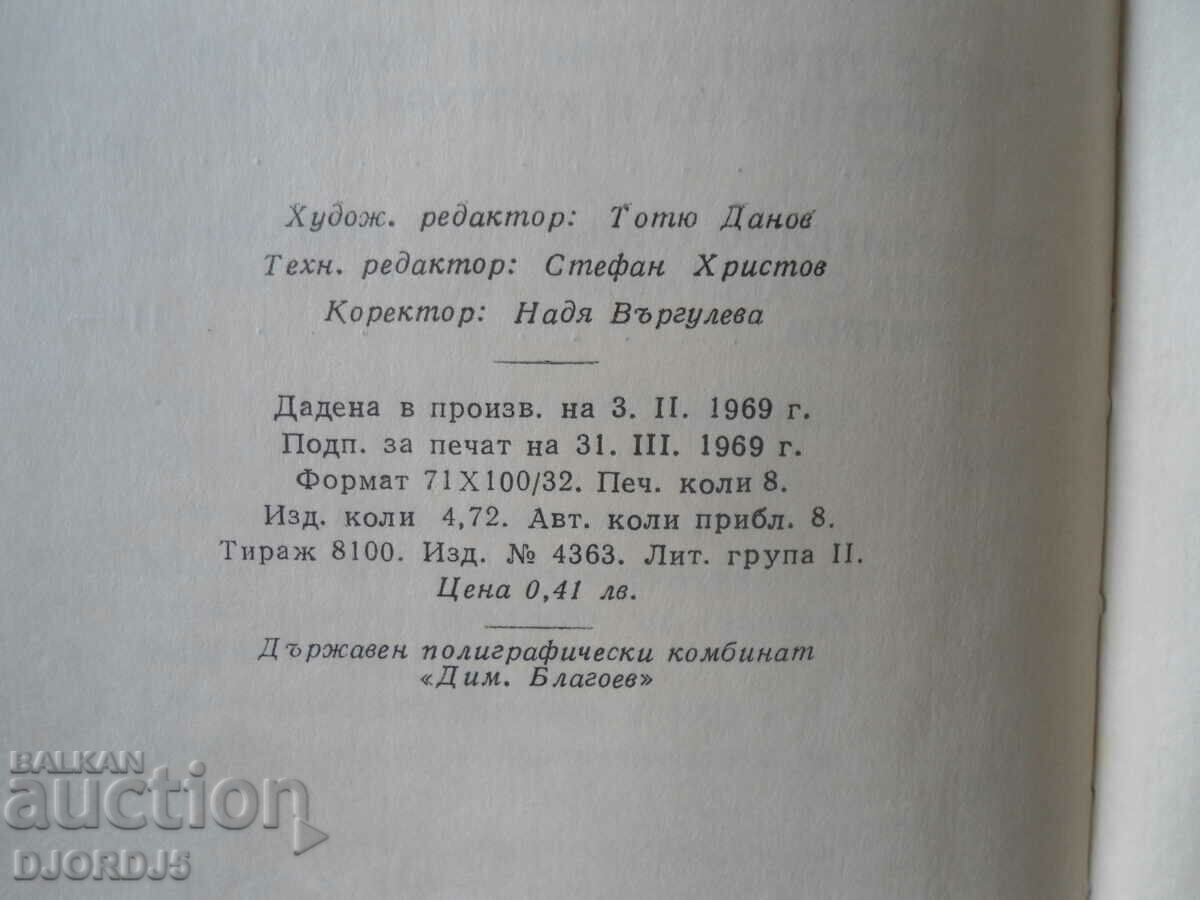 Худож. редактор: Тотю Данов
Техн. редактор: Стефан Христов
Коректор: Надя Въргулева
Дадена в произв. на 3. II. 1969 г.
Подп. за печат на 31. III. 1969 г.
Формат 71X100/32. Печ. коли 8.
Изд. коли 4,72. Авт. коли прибл. 8.
Тираж 8100. Изд. № 4363. Лит. група II.
Цена 0,41 лв.
Държавен полиграфически комбинат
«Дим. Благоев»
BALKAN
auction
DJORDJ5